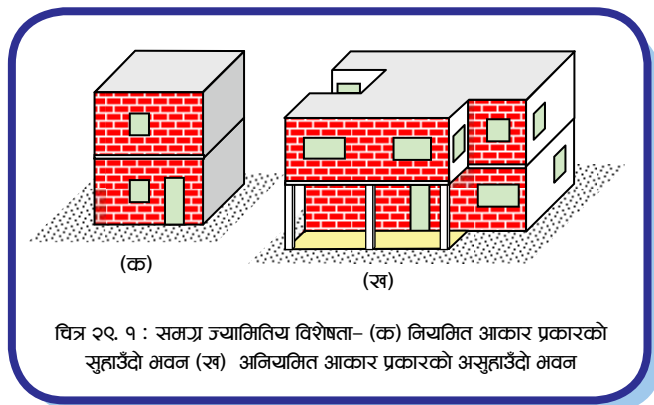 (क)
(ख)
चित्र २९. १ : समग्र ज्यामितिय विशेषता– (क) नियमित आकार प्रकारको
सुहाउँदो भवन (ख) अनियमित आकार प्रकारको असुहाउँदो भवन